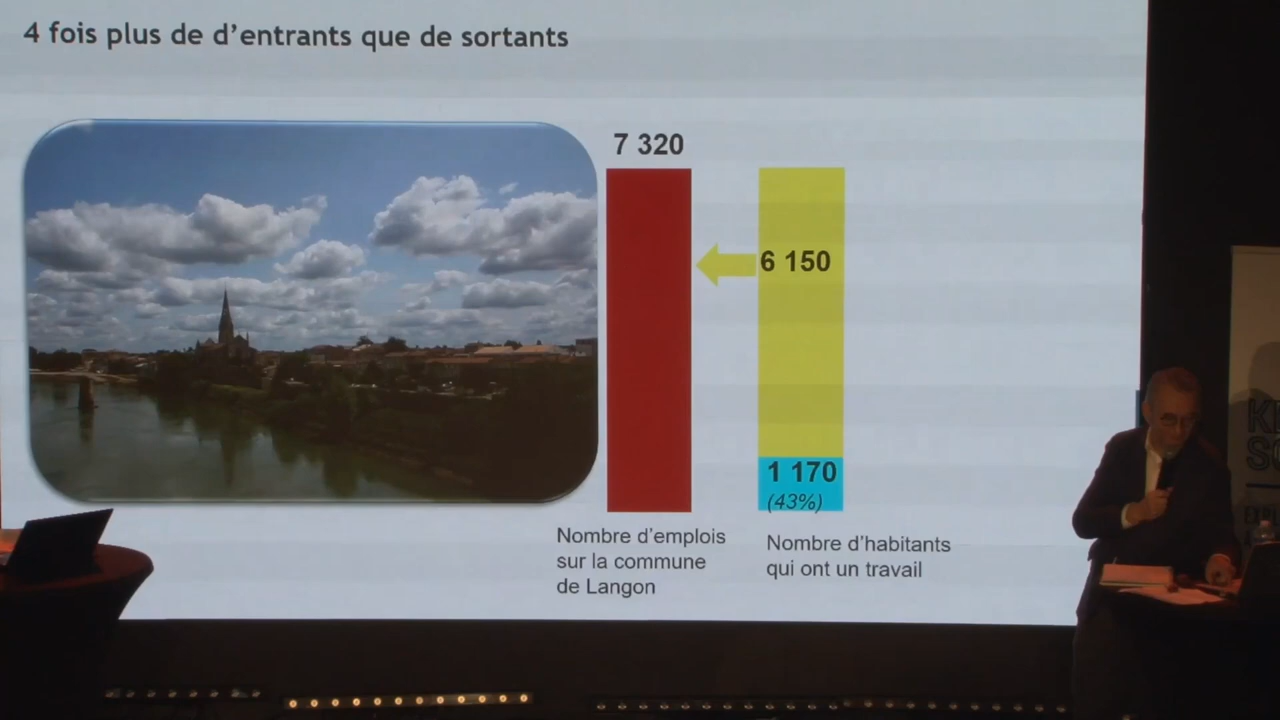 4 fois plus de d’entrants que de sortants
7 320
6 150
1 170
(43%)
Nombre d’emplois
sur la commune
de Langon
Nombre d’habitants
qui ont un travail